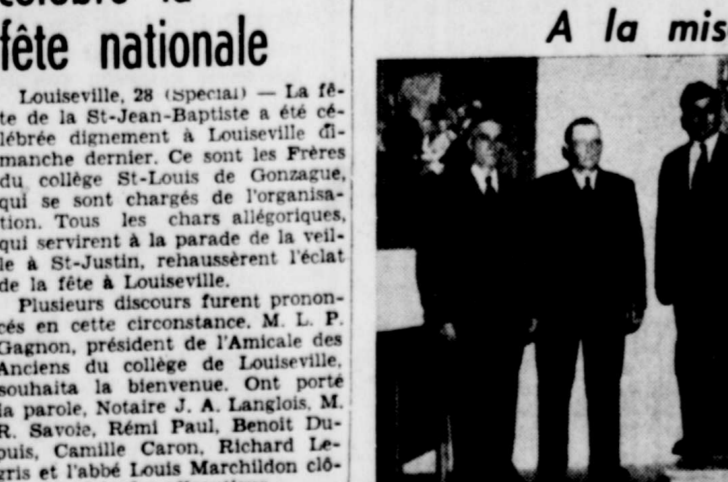 fête nationale
Louiseville, 28 (Special) — La fê-
te de la St-Jean-Baptiste a été cé-
lébrée dignement à Louiseville di-
manche dernier. Ce sont les Frères
du collège St-Louis de Gonzague,
qui se sont chargés de l'organisa-
tion. Tous les chars allégoriques,
qui servirent à la parade de la veil-
le à St-Justin, rehaussèrent l'éclat
de la fête à Louiseville.
Plusieurs discours furent pronon-
cés en cette circonstance. M. L. P.
Gagnon, président de l'Amicale des
Anciens du collège de Louiseville,
souhaita la bienvenue. Ont porté
la parole, Notaire J. A. Langlois, M.
R. Savoie, Rémi Paul, Benoit Du-
puis, Camille Caron, Richard Le-
gris et l'abbé Louis Marchildon clô-
A la mis